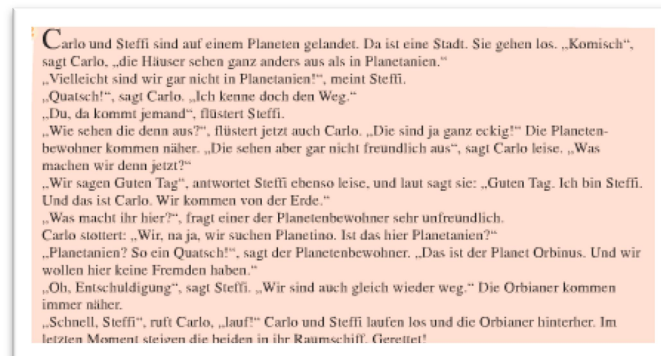 Carlo und Steffi sind auf einem Planeten gelandet. Da ist eine Stadt. Sie gehen los. „Komisch“,
sagt Carlo, „die Häuser sehen ganz anders aus als in Planetanien.“
„Vielleicht sind wir gar nicht in Planetanien!“, meint Steffi.
„Quatsch!“, sagt Carlo. „Ich kenne doch den Weg.“
„Du, da kommt jemand“, flüstert Steffi.
„Wie sehen die denn aus?“, flüstert jetzt auch Carlo. „Die sind ja ganz eckig!“ Die Planeten-
bewohner kommen näher. „Die sehen aber gar nicht freundlich aus“, sagt Carlo leise. „Was
machen wir denn jetzt?“
„Wir sagen Guten Tag“, antwortet Steffi ebenso leise, und laut sagt sie: „Guten Tag. Ich bin Steffi.
Und das ist Carlo. Wir kommen von der Erde.“
„Was macht ihr hier?“, fragt einer der Planetenbewohner sehr unfreundlich.
Carlo stottert: „Wir, na ja, wir suchen Planetino. Ist das hier Planetanien?“
„Planetanien? So ein Quatsch!“, sagt der Planetenbewohner. „Das ist der Planet Orbinus. Und wir
wollen hier keine Fremden haben.“
„Oh, Entschuldigung“, sagt Steffi. „Wir sind auch gleich wieder weg.“ Die Orbianer kommen
immer näher.
„Schnell, Steffi“, ruft Carlo, „lauf!“ Carlo und Steffi laufen los und die Orbianer hinterher. Im
letzten Moment steigen die beiden in ihr Raumschiff. Gerettet!